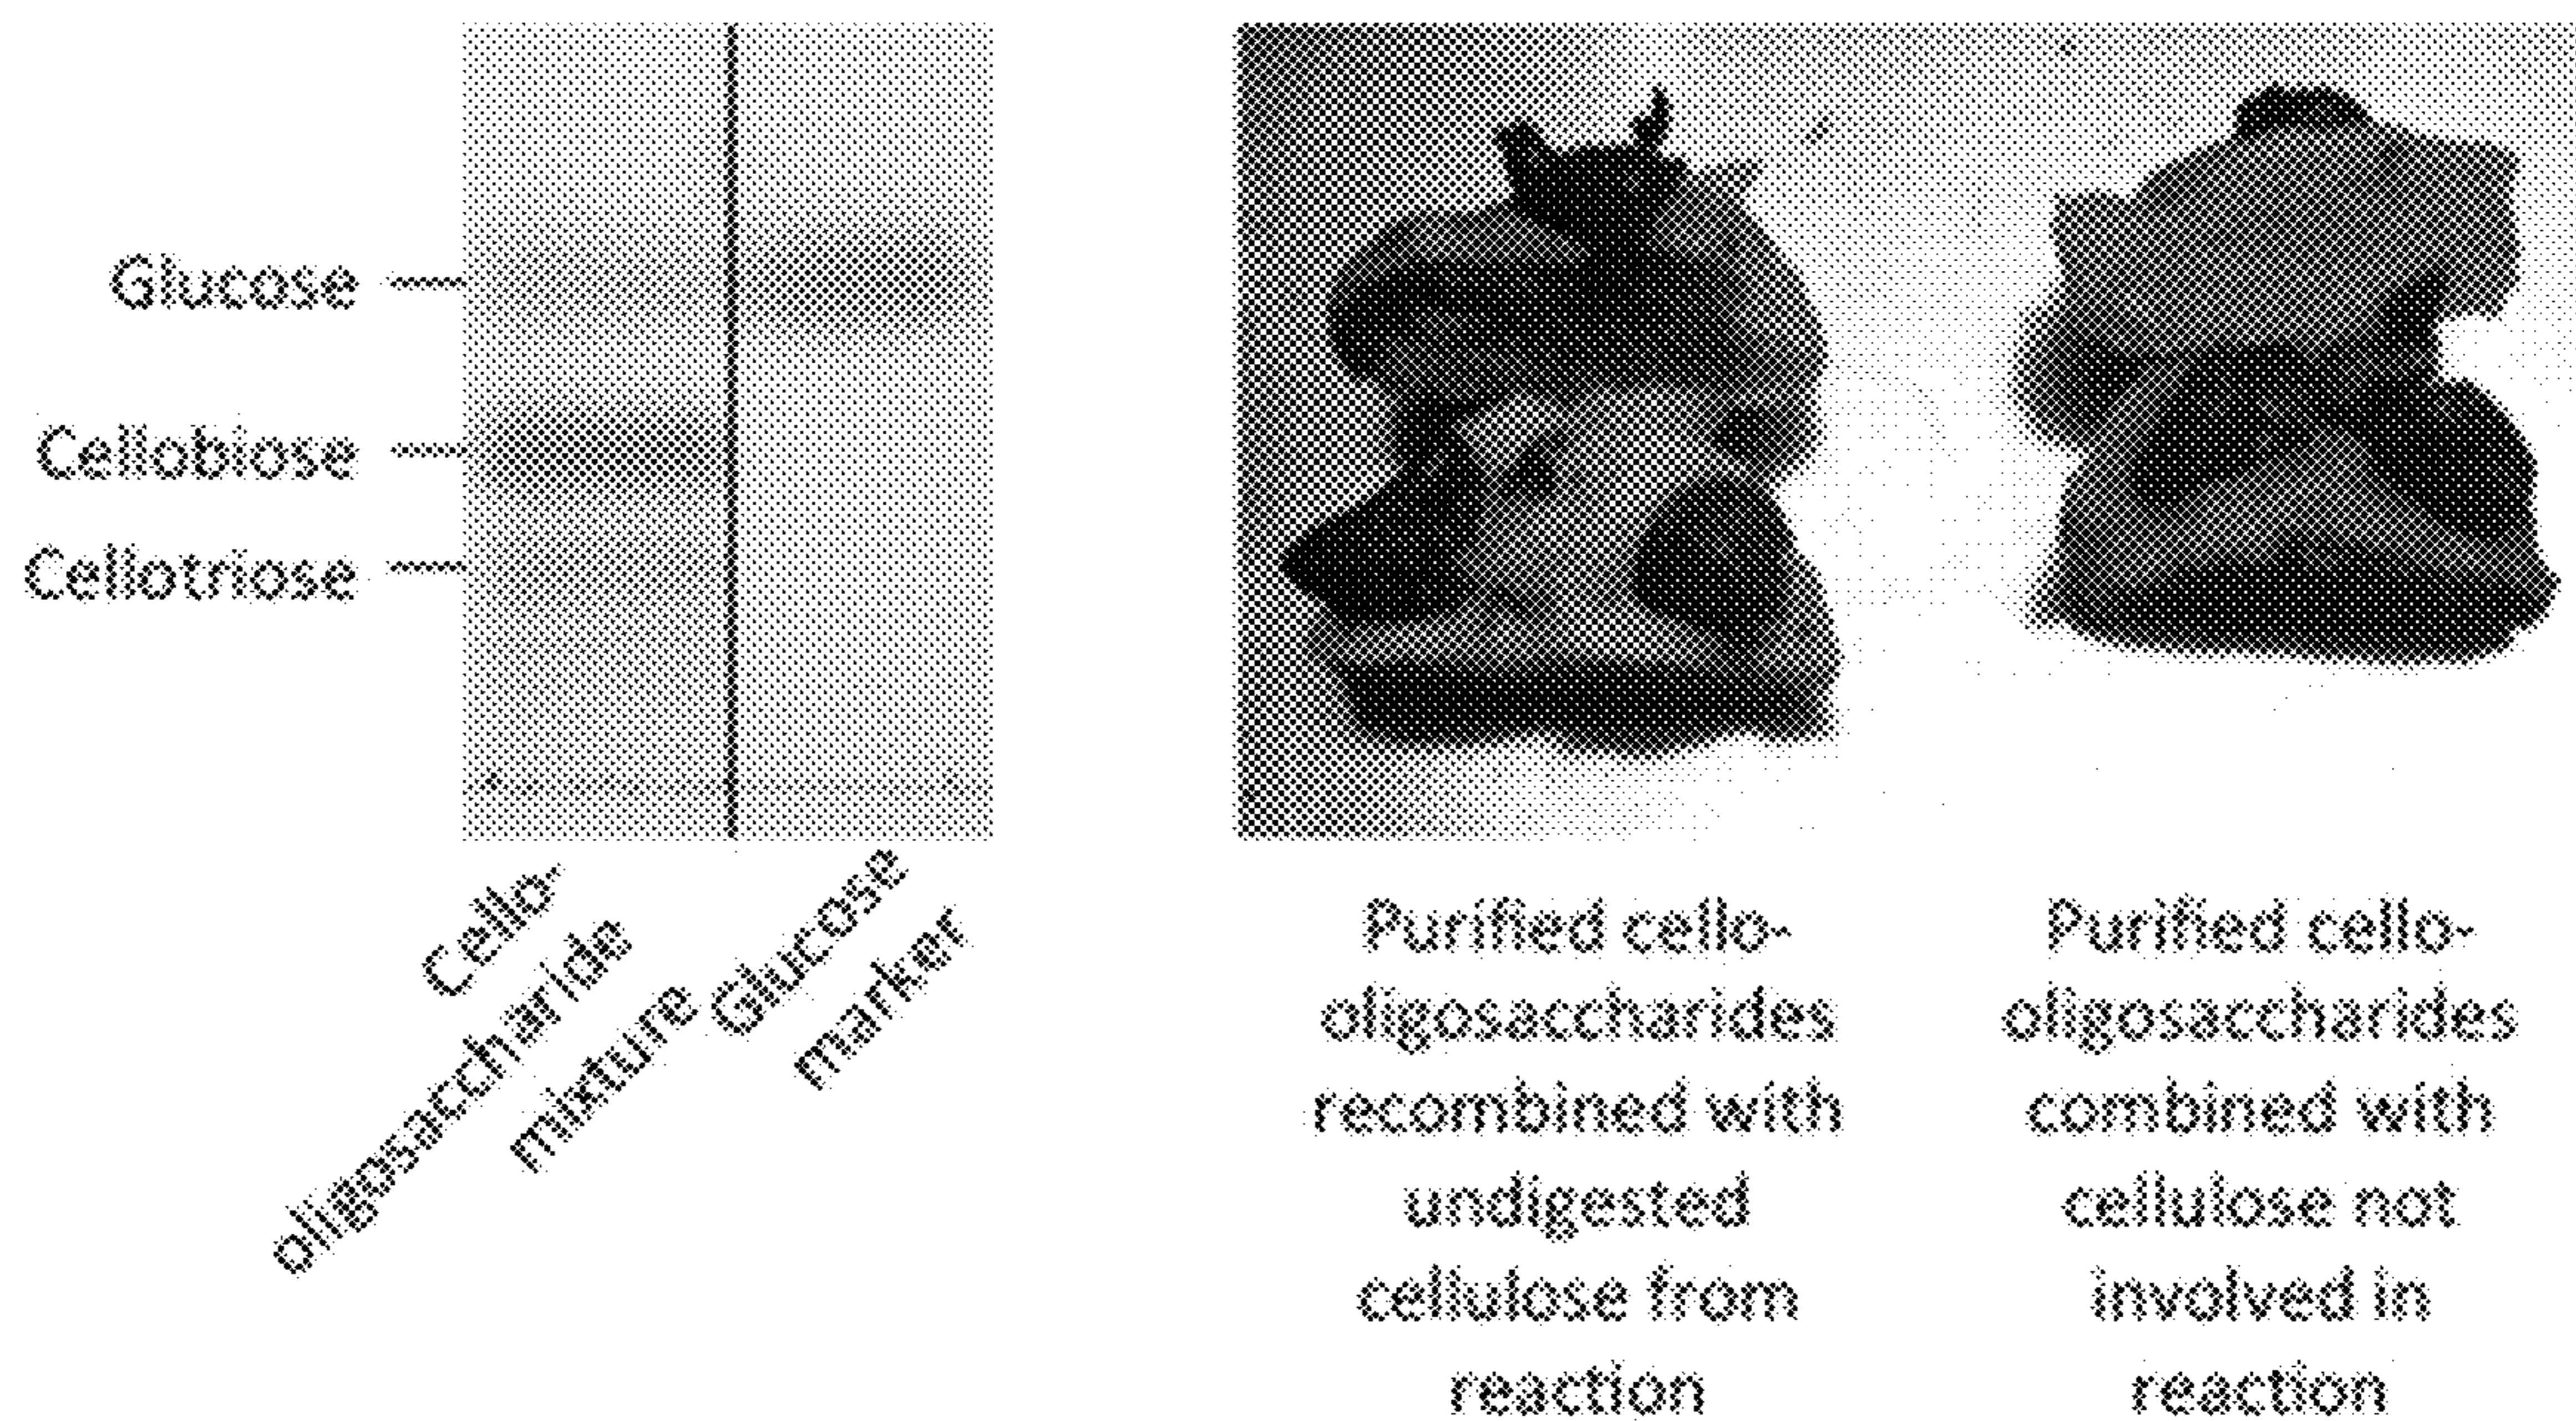 Glucose
Cellobiose
Cellotriose
Cello-
oligosaccharide
mixture
Glucose
marker
Purified cello-
oligosaccharides
recombined with
undigested
cellulose from
reaction
Purified cello-
oligosaccharides
combined with
cellulose not
involved in
reaction